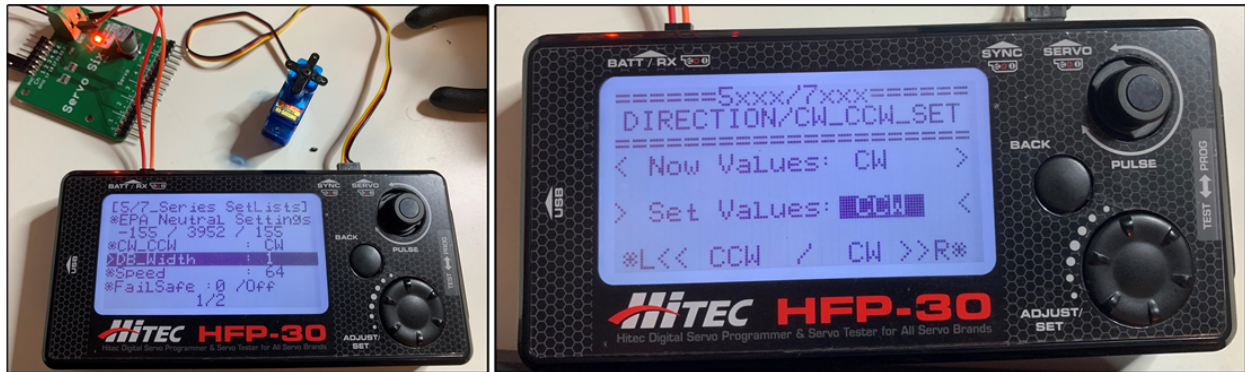 Servo Six
BATT / RX
SYNC
SERVO
[5/7_Series SetLists]
*EPA Neutral Settings
-155 / 3952 / 155
*CW_CCW : CW
>DB_Width : 1
*Speed : 64
*FailSafe :0 /Off
1/2
USB
BACK
PULSE
TEST PROG
ADJUST/
SET
HiTEC HFP-30
Hitec Digital Servo Programmer & Servo Tester for All Servo Brands
BATT / RX
SYNC
SERVO
======5xxx/7xxx======
DIRECTION/CW_CCW_SET
< Now Values: CW >
> Set Values: CCW <
*L<< CCW / CW >>R*
USB
BACK
PULSE
TEST PROG
ADJUST/
SET
HiTEC HFP-30
Hitec Digital Servo Programmer & Servo Tester for All Servo Brands